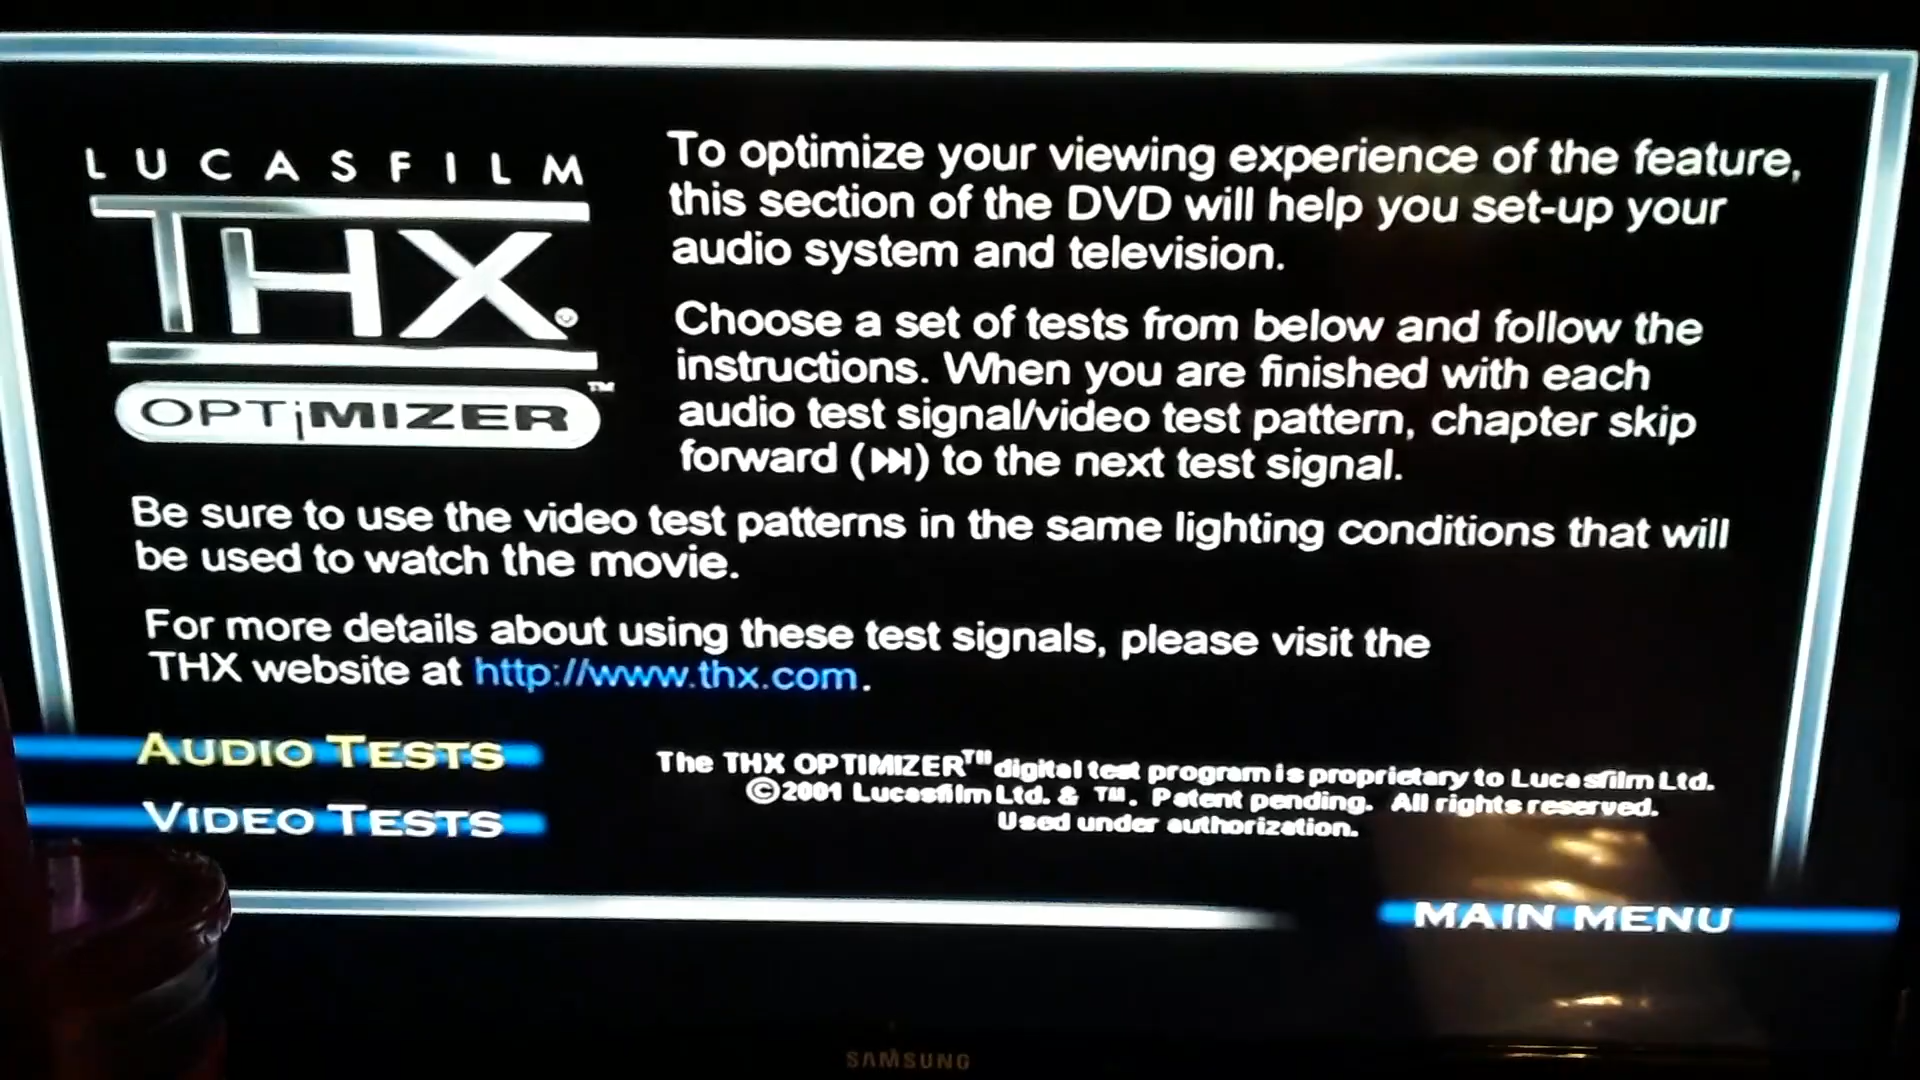 LUCASFILM
THX
OPTiMIZER™
To optimize your viewing experience of the feature,
this section of the DVD will help you set-up your
audio system and television.
Choose a set of tests from below and follow the
instructions. When you are finished with each
audio test signal/video test pattern, chapter skip
forward (⏭) to the next test signal.
Be sure to use the video test patterns in the same lighting conditions that will
be used to watch the movie.
For more details about using these test signals, please visit the
THX website at http://www.thx.com.
AUDIO TESTS
VIDEO TESTS
The THX OPTIMIZER™ digital test program is proprietary to Lucasfilm Ltd.
©2001 Lucasfilm Ltd. & ™. Patent pending. All rights reserved.
Used under authorization.
MAIN MENU
SAMSUNG